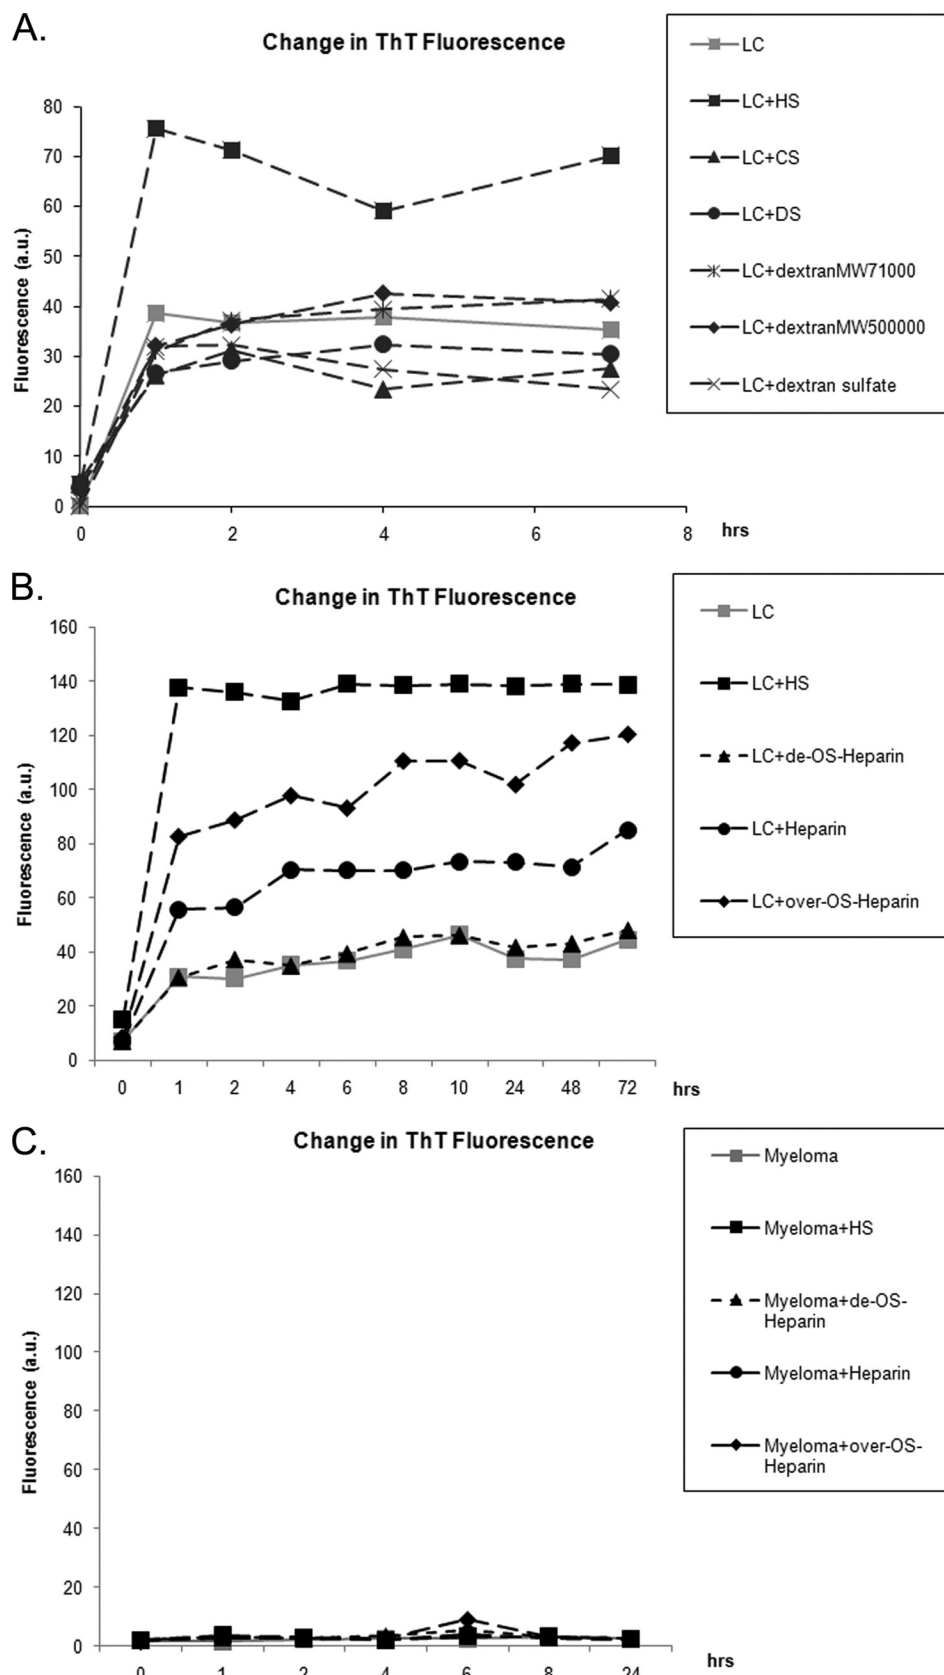 A.
Change in ThT Fluorescence
Fluorescence (a.u.)
80
70
60
50
40
30
20
10
0
0 2 4 6 8 hrs
LC
LC+HS
LC+CS
LC+DS
LC+dextranMW71000
LC+dextranMW500000
LC+dextran sulfate
B.
Change in ThT Fluorescence
Fluorescence (a.u.)
160
140
120
100
80
60
40
20
0
0 1 2 4 6 8 10 24 48 72 hrs
LC
LC+HS
LC+de-OS-Heparin
LC+Heparin
LC+over-OS-Heparin
C.
Change in ThT Fluorescence
Fluorescence (a.u.)
160
140
120
100
80
60
40
20
0
0 1 2 4 6 8 24 hrs
Myeloma
Myeloma+HS
Myeloma+de-OS-
Heparin
Myeloma+Heparin
Myeloma+over-OS-
Heparin